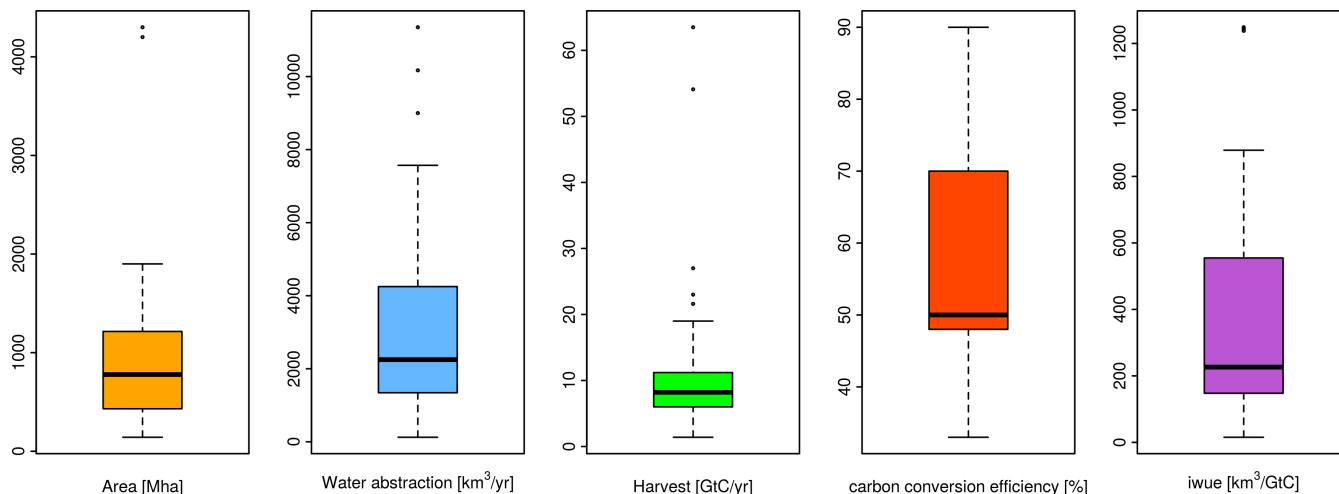 0 1000 2000 4000
Area [Mha]
0 2000 4000 6000 8000 10000
Water abstraction [km³/yr]
0 10 20 30 40 50 60
Harvest [GtC/yr]
40 50 60 70 80 90
carbon conversion efficiency [%]
0 200 400 600 800 1000 1200
iwue [km³/GtC]